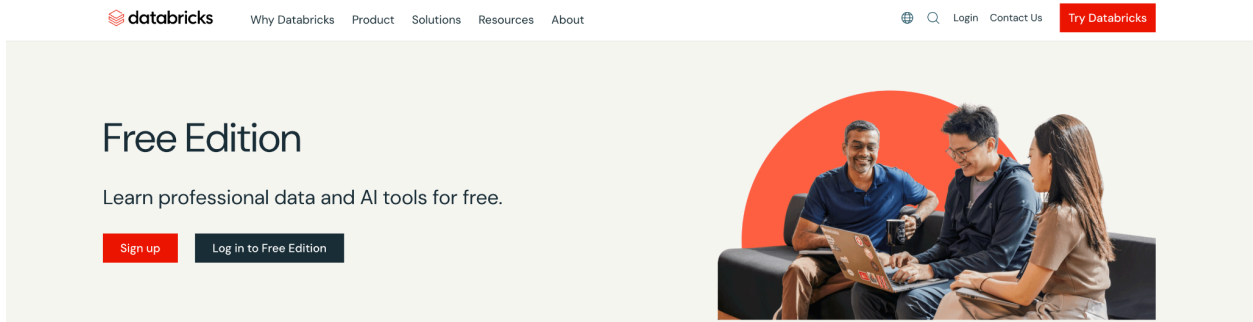 databricks Why Databricks Product Solutions Resources About Login Contact Us Try Databricks
Free Edition
Learn professional data and AI tools for free.
Sign up Log in to Free Edition